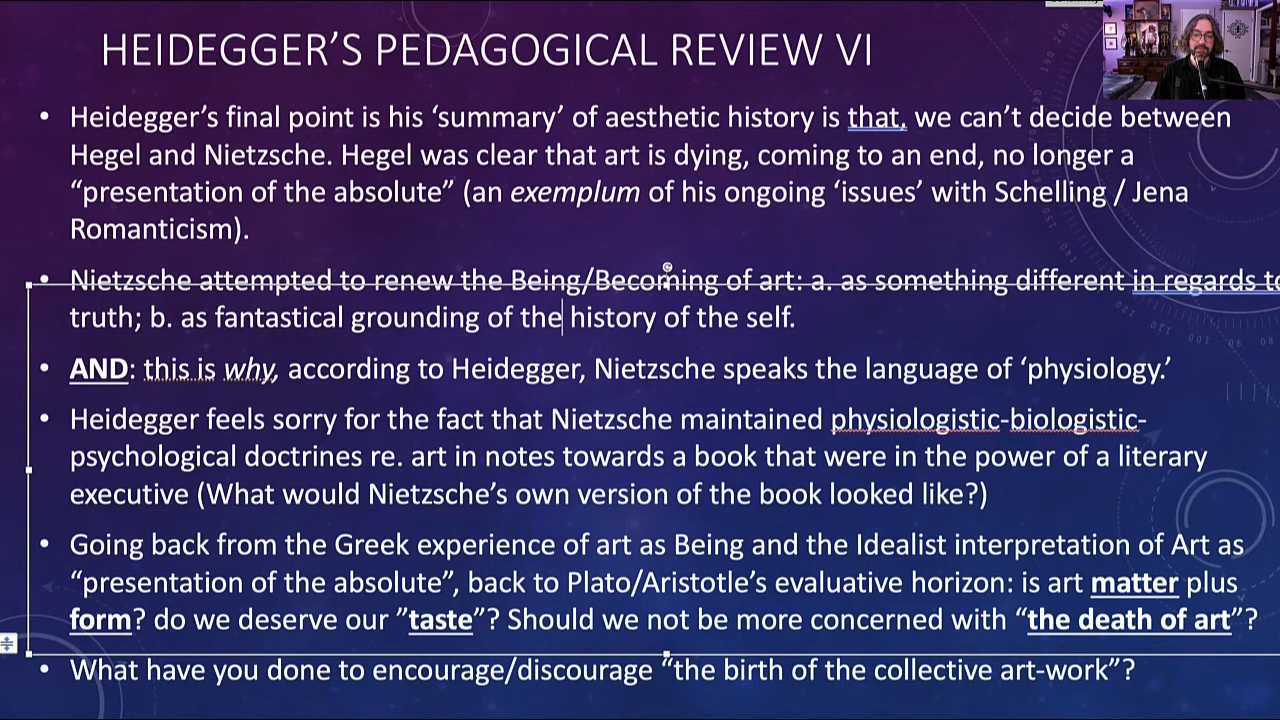 HEIDEGGER’S PEDAGOGICAL REVIEW VI
• Heidegger’s final point is his ‘summary’ of aesthetic history is that, we can’t decide between
Hegel and Nietzsche. Hegel was clear that art is dying, coming to an end, no longer a
“presentation of the absolute” (an exemplum of his ongoing ‘issues’ with Schelling / Jena
Romanticism).
• Nietzsche attempted to renew the Being/Becoming of art: a. as something different in regards to
truth; b. as fantastical grounding of the history of the self.
• AND: this is why, according to Heidegger, Nietzsche speaks the language of ‘physiology.’
• Heidegger feels sorry for the fact that Nietzsche maintained physiologistic-biologistic-
psychological doctrines re. art in notes towards a book that were in the power of a literary
executive (What would Nietzsche’s own version of the book looked like?)
• Going back from the Greek experience of art as Being and the Idealist interpretation of Art as
“presentation of the absolute”, back to Plato/Aristotle’s evaluative horizon: is art matter plus
form? do we deserve our ”taste”? Should we not be more concerned with “the death of art”?
• What have you done to encourage/discourage “the birth of the collective art-work”?